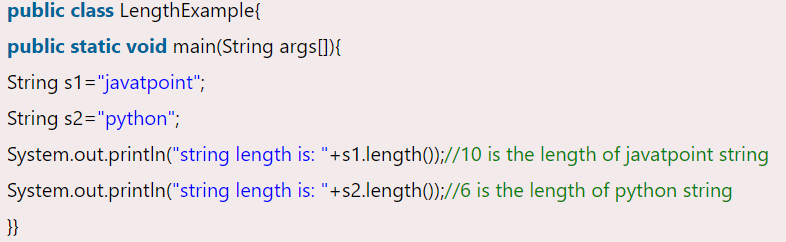 public class LengthExample{
public static void main(String args[]){
String s1="javatpoint";
String s2="python";
System.out.println("string length is: "+s1.length());//10 is the length of javatpoint string
System.out.println("string length is: "+s2.length());//6 is the length of python string
}}